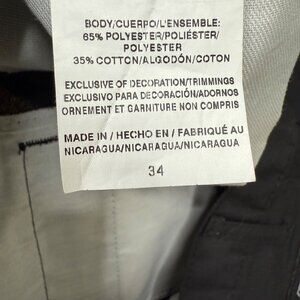 BODY/CUERPO/L'ENSEMBLE:
65% POLYESTER/POLIÉSTER/
POLYESTER
35% COTTON/ALGODÓN/COTON
EXCLUSIVE OF DECORATION/TRIMMINGS
EXCLUSIVO PARA DECORACIÓN/ADORNOS
ORNEMENT ET GARNITURE NON COMPRIS
MADE IN / HECHO EN / FABRIQUÉ AU
NICARAGUA/NICARAGUA/NICARAGUA
34